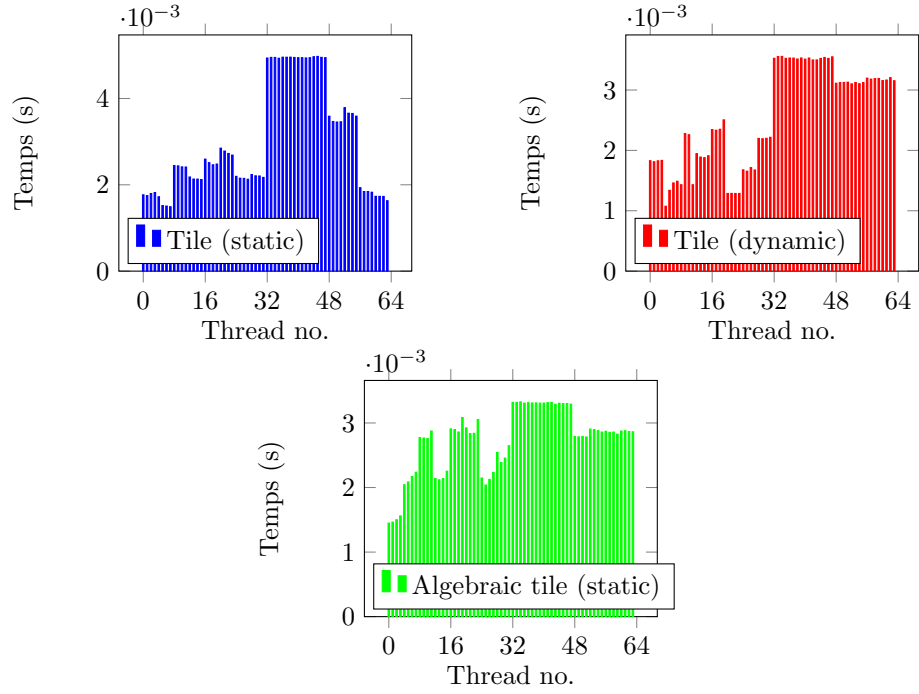 ·10⁻³
Temps (s)
4
2
0
Tile (static)
0 16 32 48 64
Thread no.
·10⁻³
Temps (s)
3
2
1
0
Tile (dynamic)
0 16 32 48 64
Thread no.
·10⁻³
Temps (s)
3
2
1
0
Algebraic tile (static)
0 16 32 48 64
Thread no.